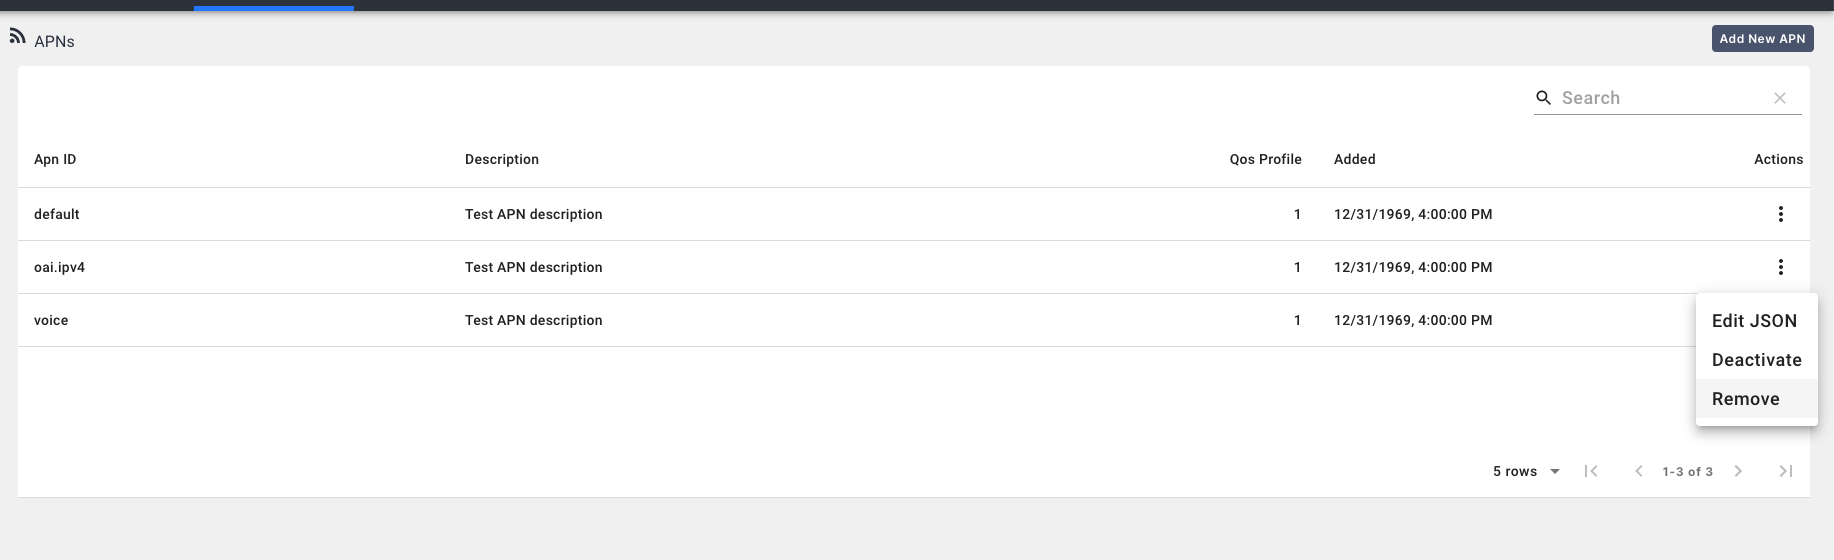 APNs
Add New APN
Search
Apn ID Description Qos Profile Added Actions
default Test APN description 1 12/31/1969, 4:00:00 PM
oai.ipv4 Test APN description 1 12/31/1969, 4:00:00 PM
voice Test APN description 1 12/31/1969, 4:00:00 PM
Edit JSON
Deactivate
Remove
5 rows 1-3 of 3